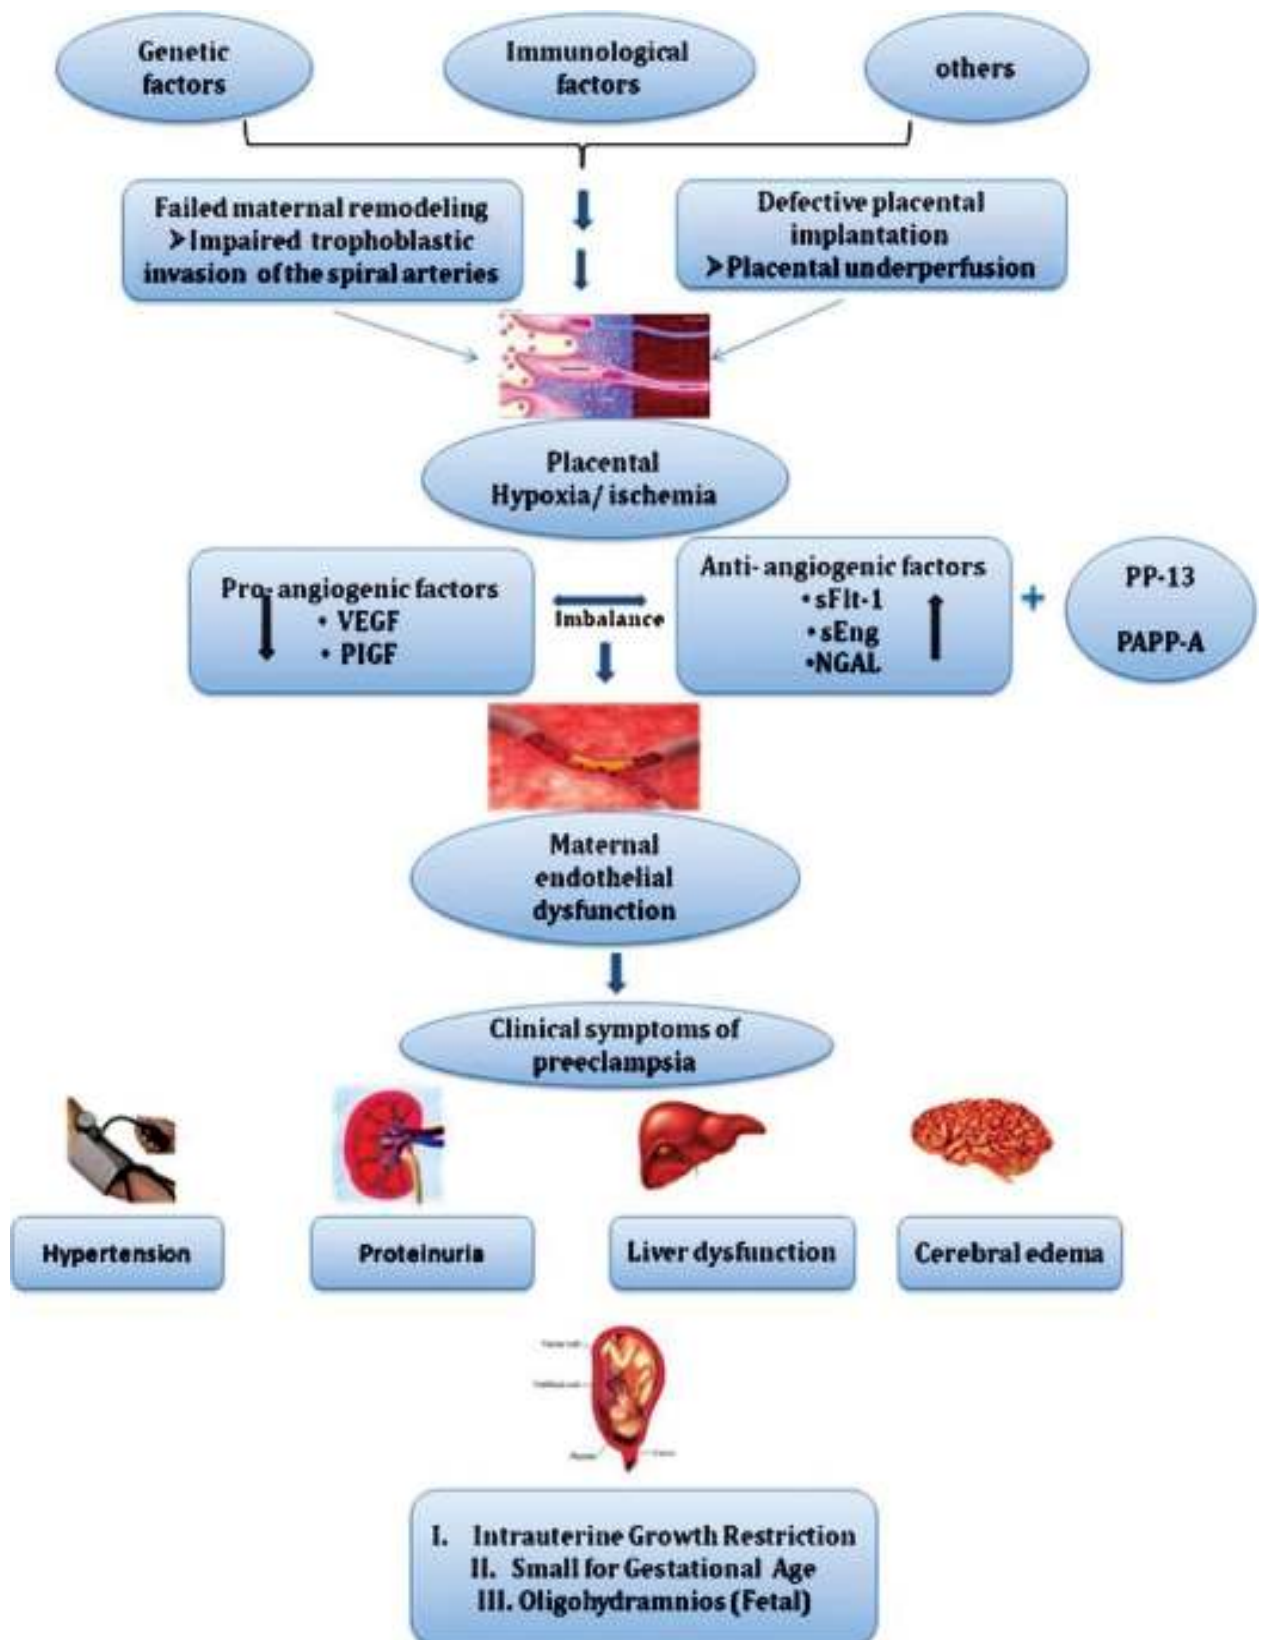 Genetic
factors
Immunological
factors
others
Failed maternal remodeling
➢Impaired trophoblastic
invasion of the spiral arteries
Defective placental
implantation
➢Placental underperfusion
Placental
Hypoxia/ ischemia
Pro- angiogenic factors
• VEGF
• PIGF
Imbalance
Anti- angiogenic factors
• sFlt-1
• sEng
•NGAL
+
PP-13
PAPP-A
Maternal
endothelial
dysfunction
Clinical symptoms of
preeclampsia
Hypertension
Proteinuria
Liver dysfunction
Cerebral edema
I. Intrauterine Growth Restriction
II. Small for Gestational Age
III. Oligohydramnios (Fetal)